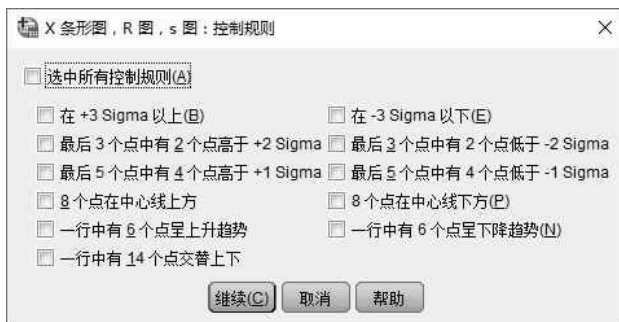 X 条形图，R 图，s 图：控制规则
选中所有控制规则(A)
在 +3 Sigma 以上(B)
在 -3 Sigma 以下(E)
最后 3 个点中有 2 个点高于 +2 Sigma
最后 3 个点中有 2 个点低于 -2 Sigma
最后 5 个点中有 4 个点高于 +1 Sigma
最后 5 个点中有 4 个点低于 -1 Sigma
8 个点在中心线上方
8 个点在中心线下方(P)
一行中有 6 个点呈上升趋势
一行中有 6 个点呈下降趋势(N)
一行中有 14 个点交替上下
继续(C)
取消
帮助